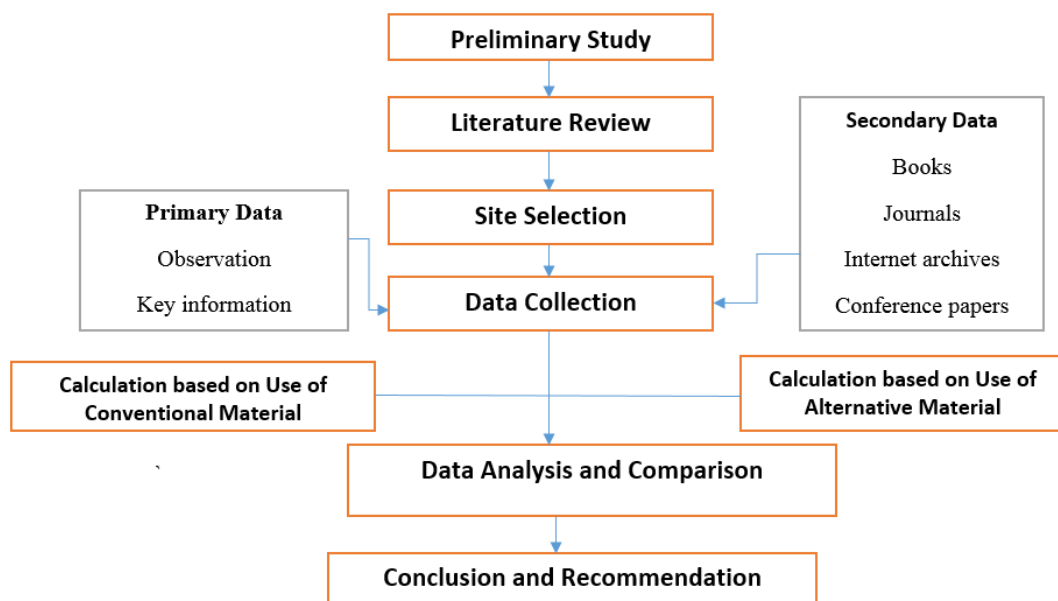 Preliminary Study
Literature Review
Site Selection
Primary Data
Observation
Key information
Secondary Data
Books
Journals
Internet archives
Conference papers
Data Collection
Calculation based on Use of
Conventional Material
Calculation based on Use of
Alternative Material
`
Data Analysis and Comparison
Conclusion and Recommendation